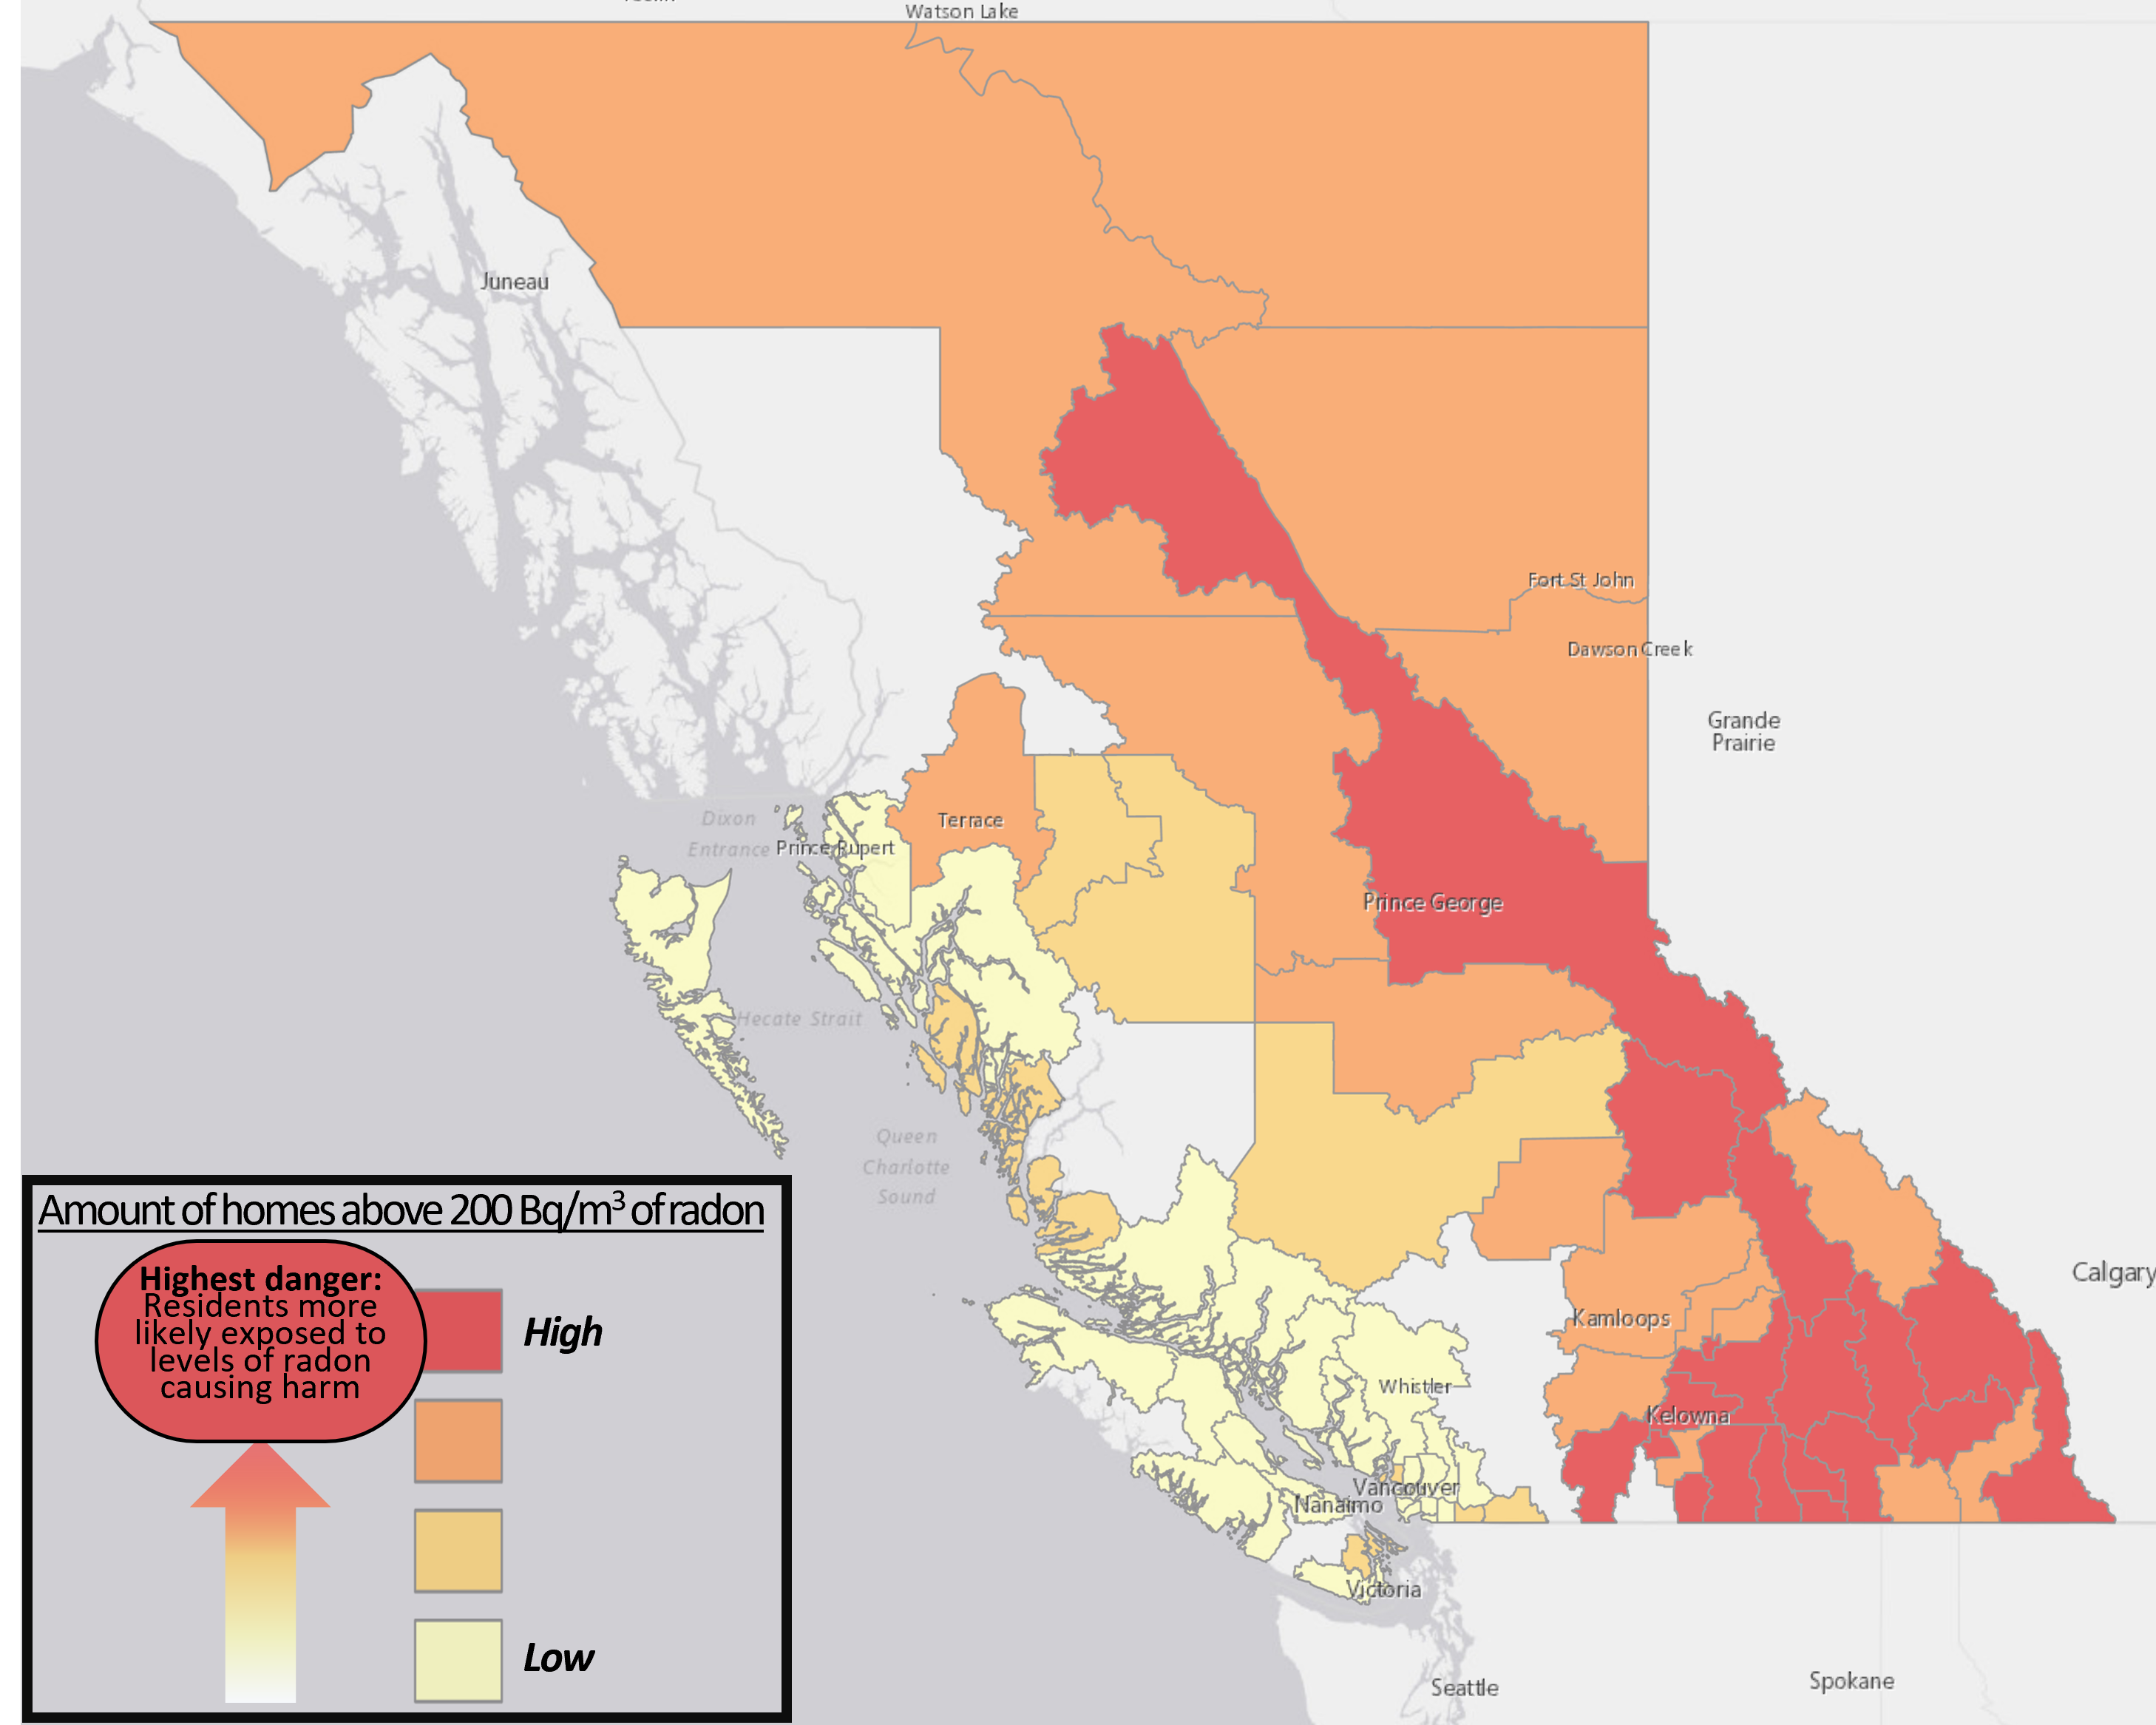 Watson Lake
Juneau
Fort St John
Dawson Creek
Grande
Prairie
Terrace
Dixon
Entrance
Prince Rupert
Prince George
Hecate Strait
Queen
Charlotte
Sound
Calgary
Kamloops
Whistler
Kelowna
Vancouver
Nanaimo
Victoria
Seattle
Spokane
Amount of homes above 200 Bq/m³ of radon
Highest danger:
Residents more
likely exposed to
levels of radon
causing harm
High
Low